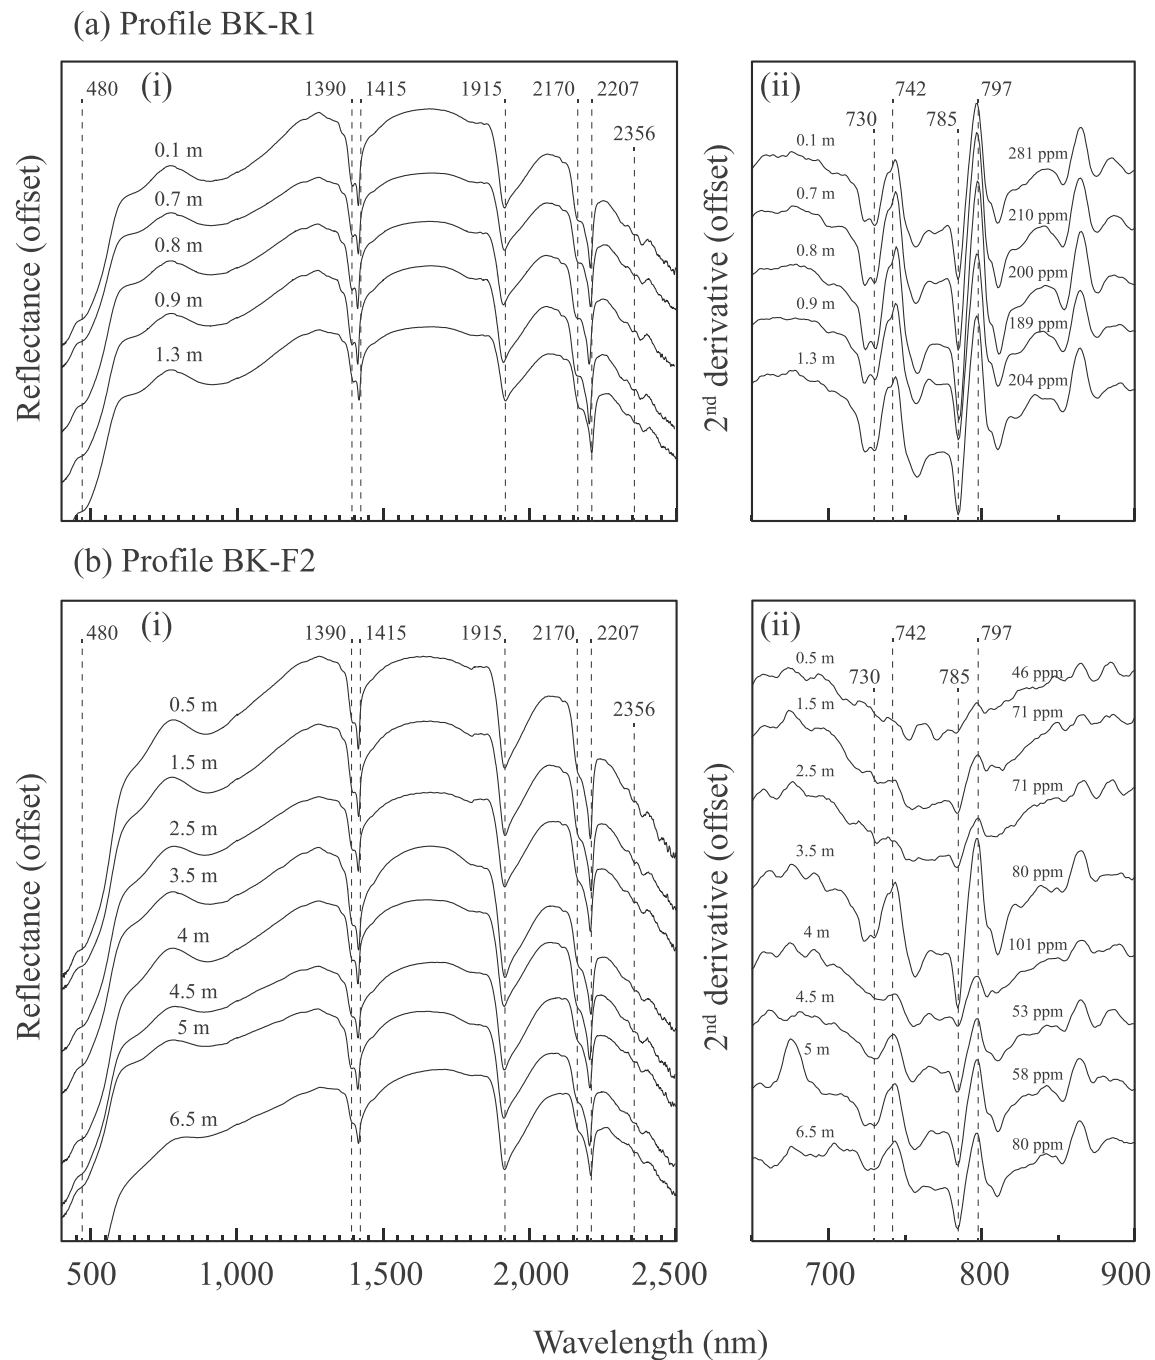 (a) Profile BK-R1
(i)
480
1390
1415
1915
2170
2207
2356
0.1 m
0.7 m
0.8 m
0.9 m
1.3 m
Reflectance (offset)
(ii)
742
797
730
785
0.1 m
281 ppm
0.7 m
210 ppm
0.8 m
200 ppm
0.9 m
189 ppm
1.3 m
204 ppm
2nd derivative (offset)
(b) Profile BK-F2
(i)
480
1390
1415
1915
2170
2207
2356
0.5 m
1.5 m
2.5 m
3.5 m
4 m
4.5 m
5 m
6.5 m
Reflectance (offset)
500
1,000
1,500
2,000
2,500
(ii)
742
797
730
785
0.5 m
46 ppm
1.5 m
71 ppm
2.5 m
71 ppm
3.5 m
80 ppm
4 m
101 ppm
4.5 m
53 ppm
5 m
58 ppm
6.5 m
80 ppm
2nd derivative (offset)
700
800
900
Wavelength (nm)